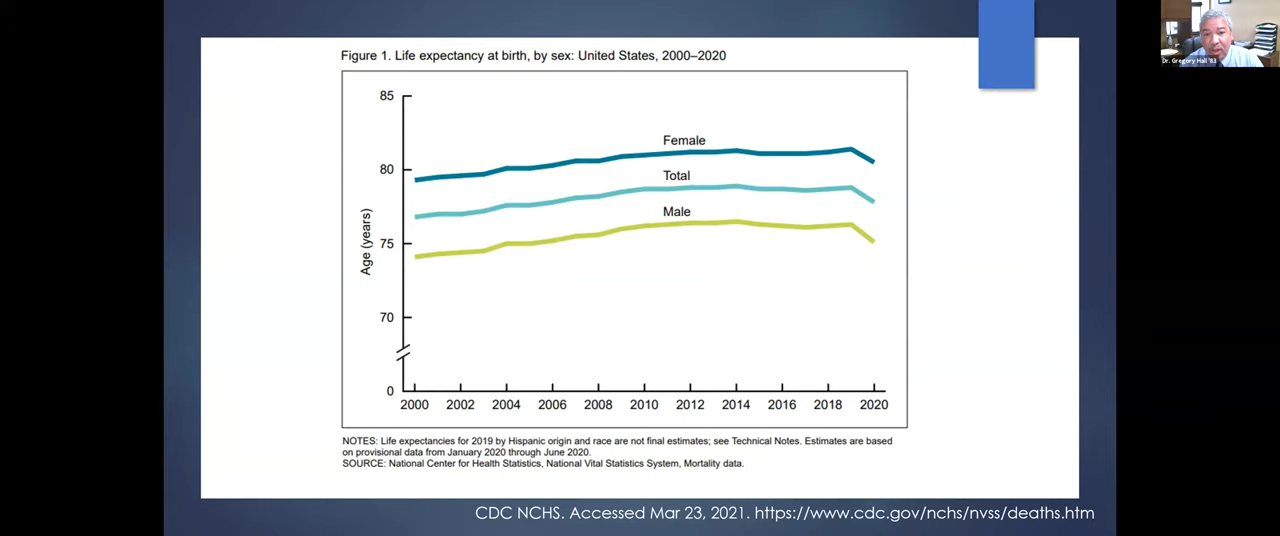 Figure 1. Life expectancy at birth, by sex: United States, 2000–2020
85
80
75
70
0
Age (years)
Female
Total
Male
2000 2002 2004 2006 2008 2010 2012 2014 2016 2018 2020
NOTES: Life expectancies for 2019 by Hispanic origin and race are not final estimates; see Technical Notes. Estimates are based
on provisional data from January 2020 through June 2020.
SOURCE: National Center for Health Statistics, National Vital Statistics System, Mortality data.
CDC NCHS. Accessed Mar 23, 2021. https://www.cdc.gov/nchs/nvss/deaths.htm
Dr. Gregory Hall '83